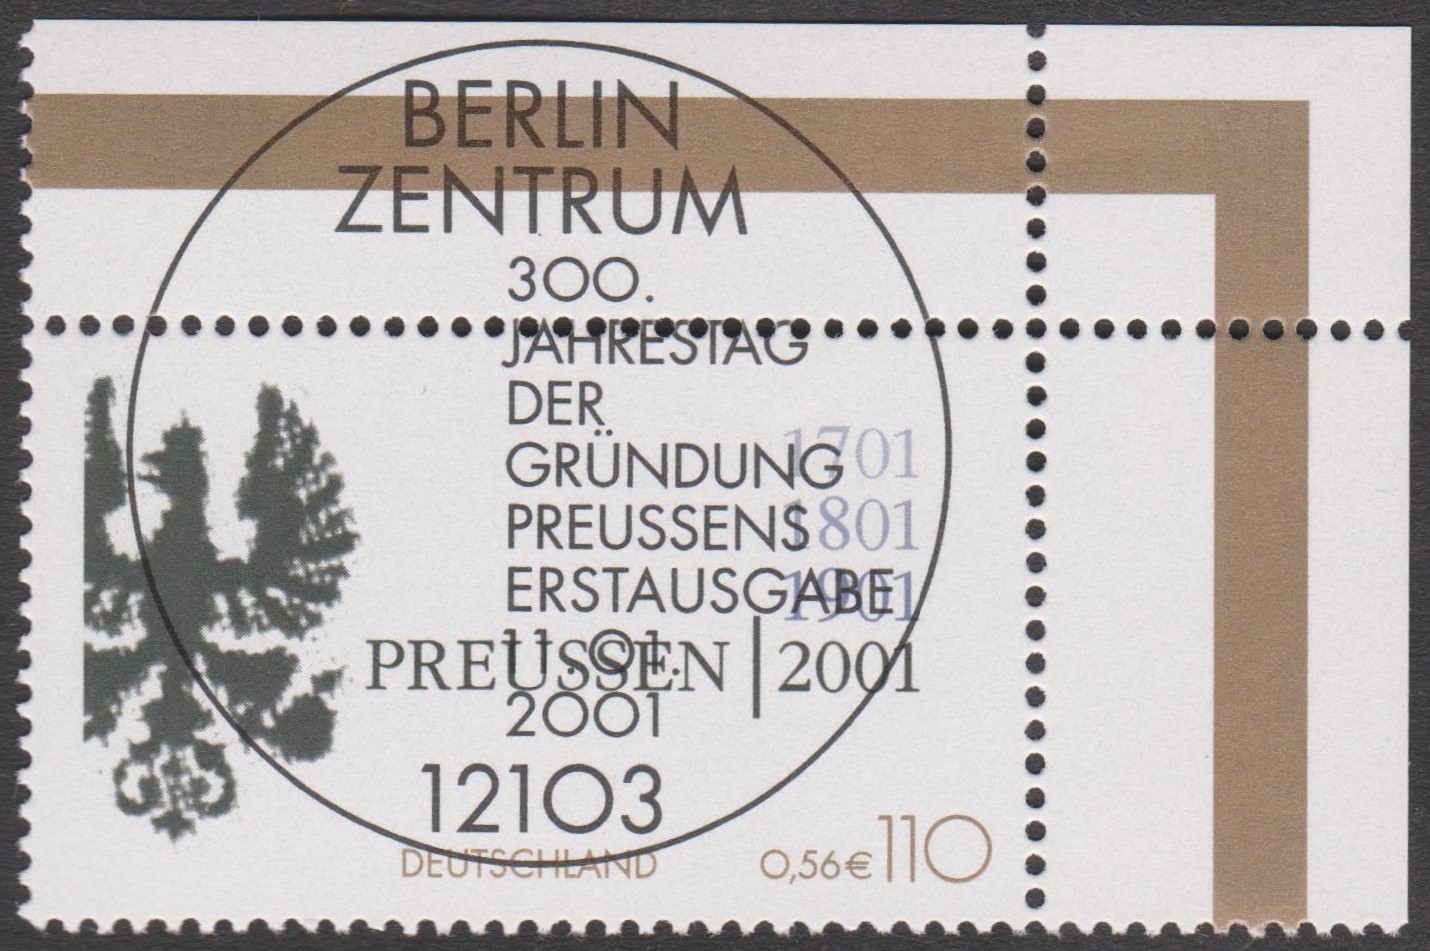 BERLIN
ZENTRUM
300.
JAHRESTAG
DER
GRÜNDUNG
PREUSSENS
ERSTAUSGABE
11.01.
2001
12103
1701
1801
1901
PREUSSEN | 2001
DEUTSCHLAND
0,56€ 110